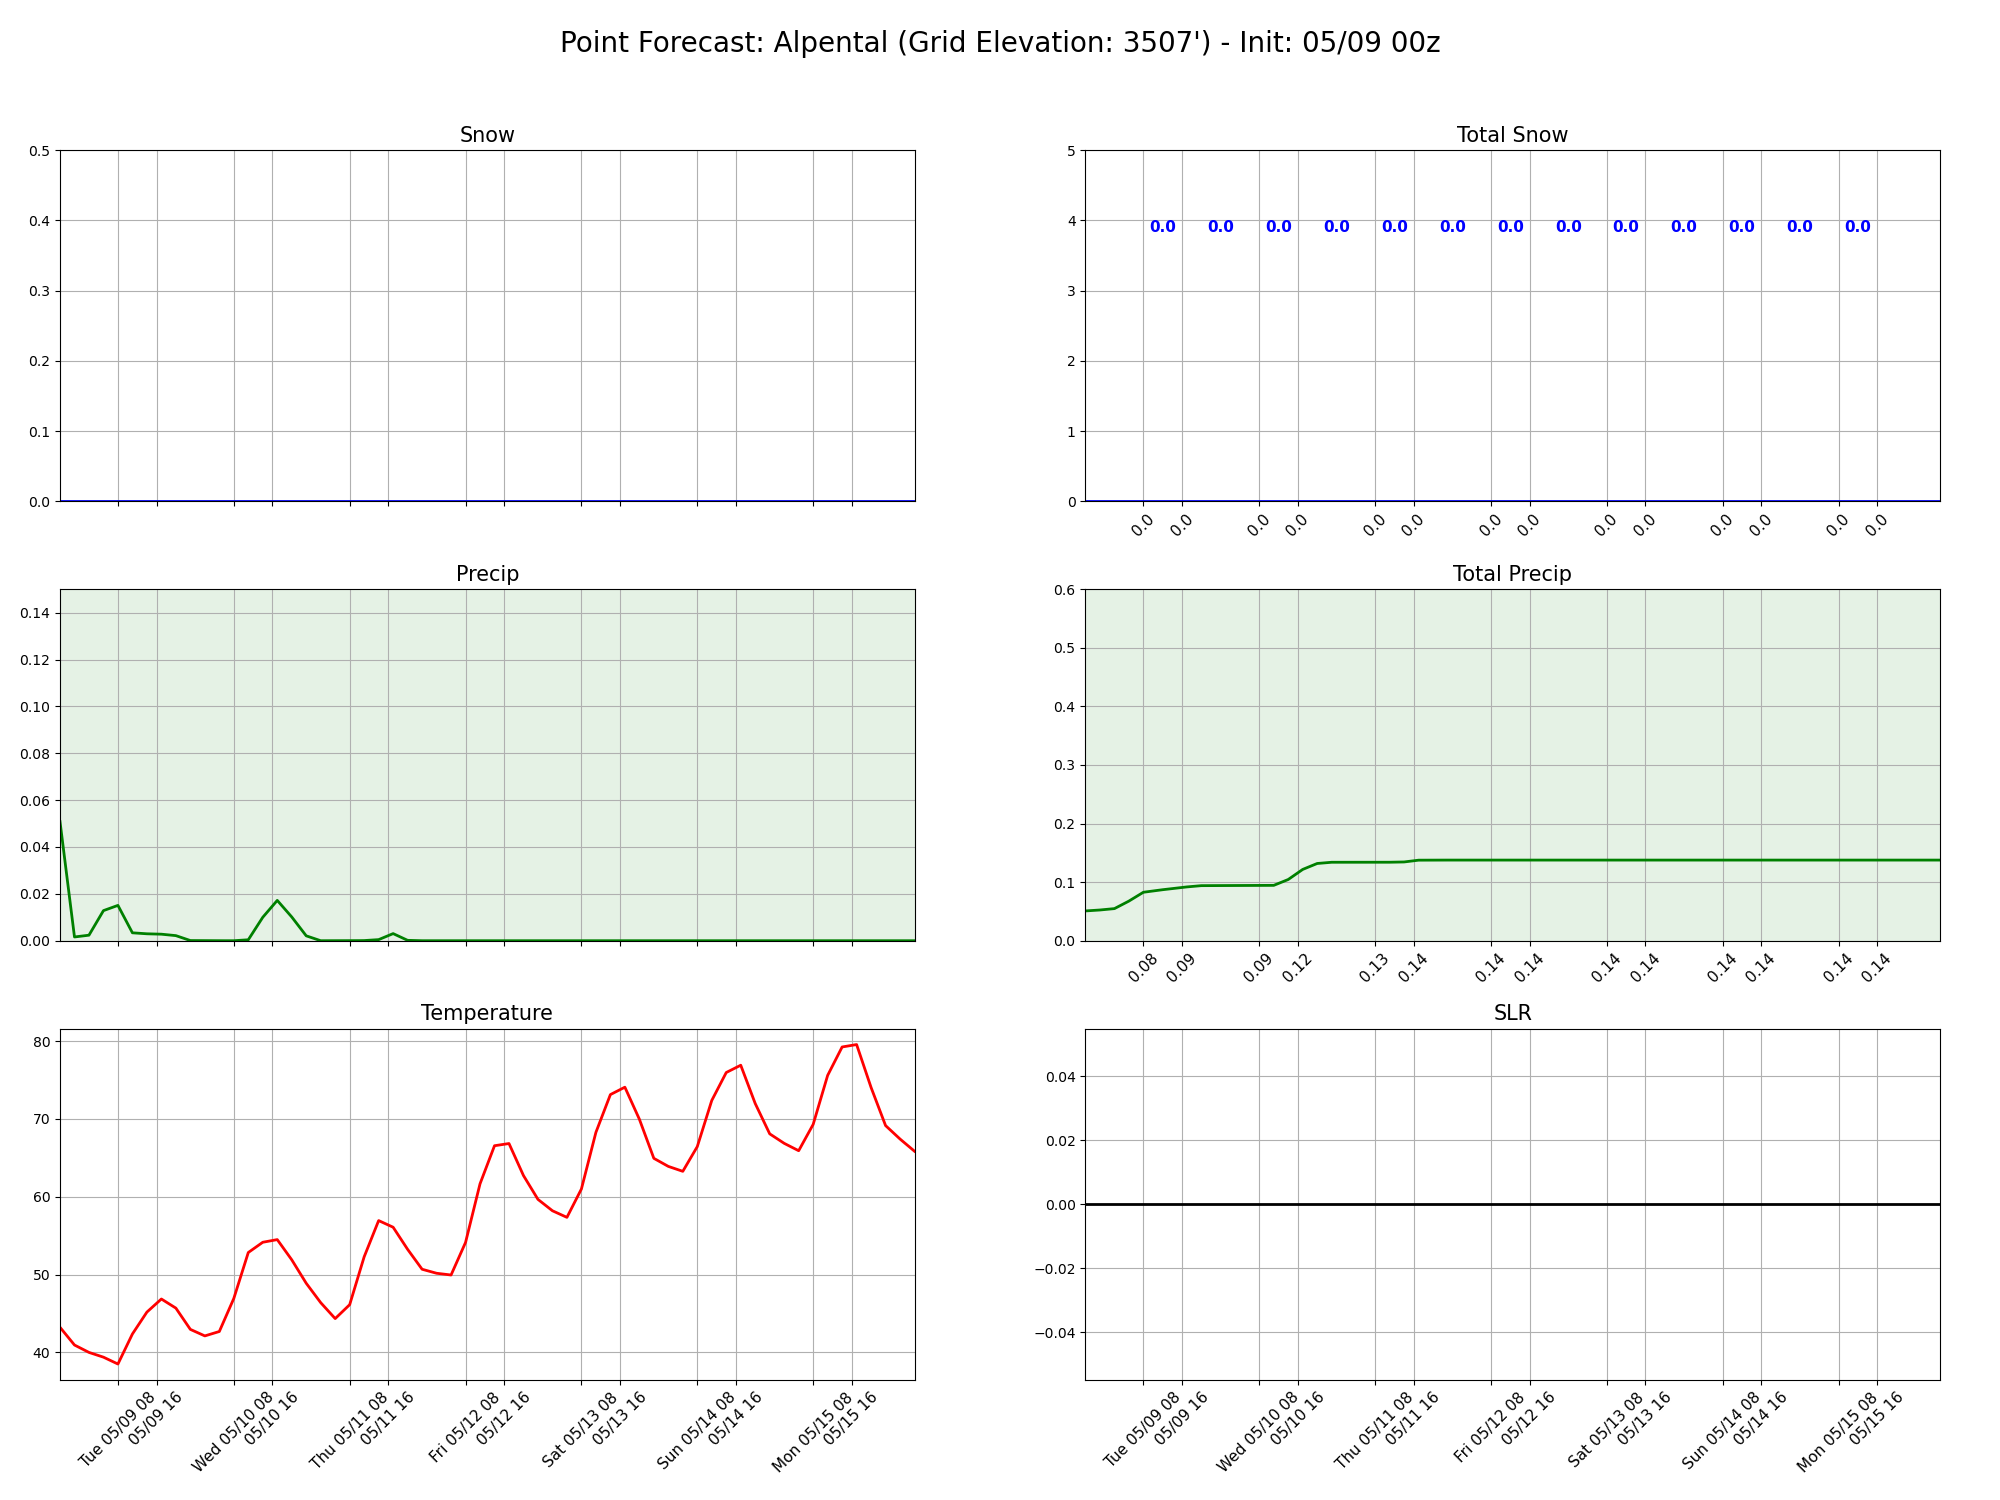 Point Forecast: Alpental (Grid Elevation: 3507') - Init: 05/09 00z
Snow
0.5
0.4
0.3
0.2
0.1
0.0
Total Snow
5
4
3
2
1
0
0.0 0.0 0.0 0.0 0.0 0.0 0.0 0.0 0.0 0.0 0.0 0.0 0.0
0.0 0.0 0.0 0.0 0.0 0.0 0.0 0.0 0.0 0.0 0.0 0.0 0.0 0.0
Precip
0.14
0.12
0.10
0.08
0.06
0.04
0.02
0.00
Total Precip
0.6
0.5
0.4
0.3
0.2
0.1
0.0
0.08 0.09 0.09 0.12 0.13 0.14 0.14 0.14 0.14 0.14 0.14 0.14 0.14 0.14
Temperature
80
70
60
50
40
Tue 05/09 08
05/09 16
Wed 05/10 08
05/10 16
Thu 05/11 08
05/11 16
Fri 05/12 08
05/12 16
Sat 05/13 08
05/13 16
Sun 05/14 08
05/14 16
Mon 05/15 08
05/15 16
SLR
0.04
0.02
0.00
−0.02
−0.04
Tue 05/09 08
05/09 16
Wed 05/10 08
05/10 16
Thu 05/11 08
05/11 16
Fri 05/12 08
05/12 16
Sat 05/13 08
05/13 16
Sun 05/14 08
05/14 16
Mon 05/15 08
05/15 16